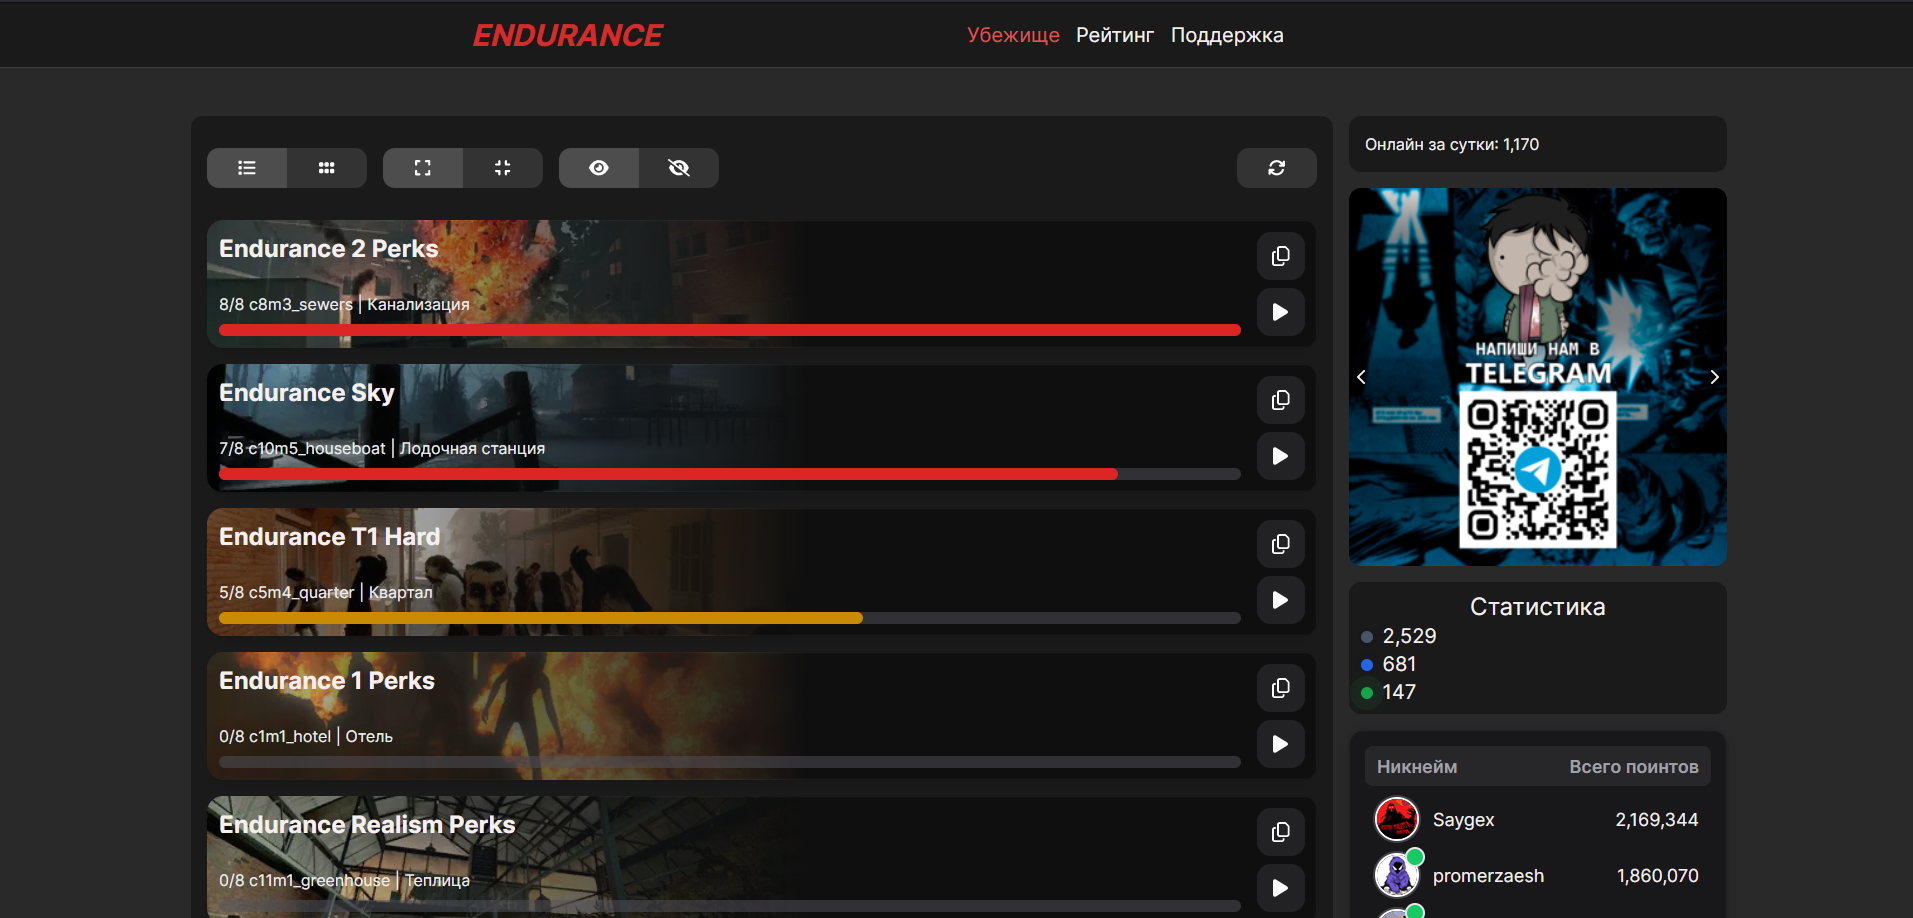 ENDURANCE
Убежище Рейтинг Поддержка
Endurance 2 Perks
8/8 c8m3_sewers | Канализация
Endurance Sky
7/8 c10m5_houseboat | Лодочная станция
Endurance T1 Hard
5/8 c5m4_quarter | Квартал
Endurance 1 Perks
0/8 c1m1_hotel | Отель
Endurance Realism Perks
0/8 c11m1_greenhouse | Теплица
Онлайн за сутки: 1,170
НАПИШИ НАМ В
TELEGRAM
Статистика
2,529
681
147
Никнейм Всего поинтов
Saygex 2,169,344
promerzaesh 1,860,070